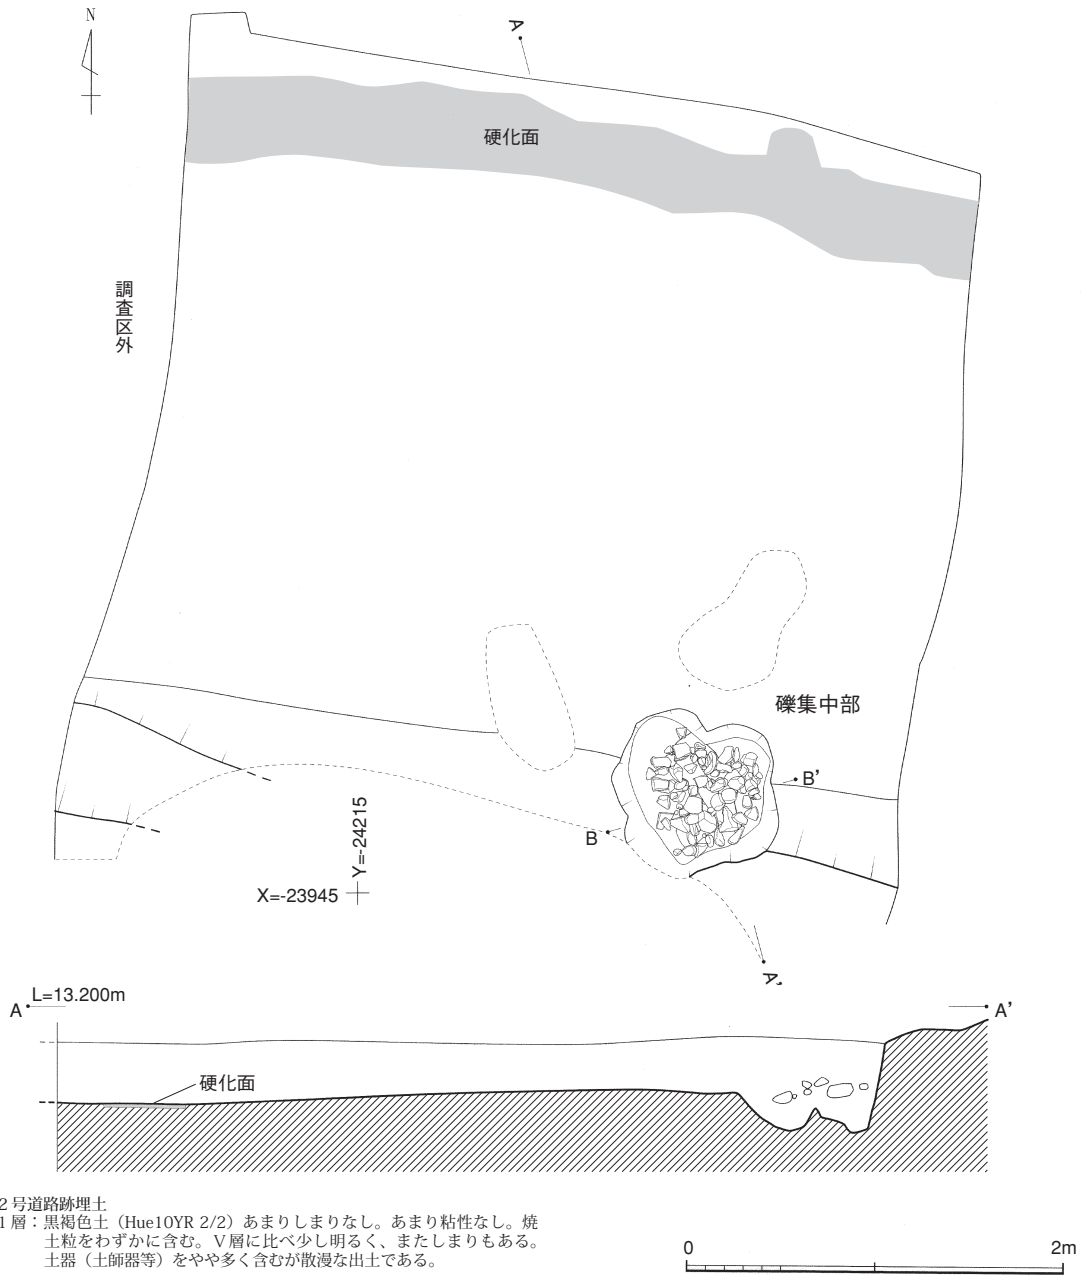 N
A
硬化面
調査区外
礫集中部
B’
B
Y=-24215
X=-23945
A’
L=13.200m
A
A’
硬化面
2号道路跡埋土
1層：黒褐色土（Hue10YR 2/2）あまりしまりなし。あまり粘性なし。焼
土粒をわずかに含む。Ⅴ層に比べ少し明るく、またしまりもある。
土器（土師器等）をやや多く含むが散漫な出土である。
0
2m